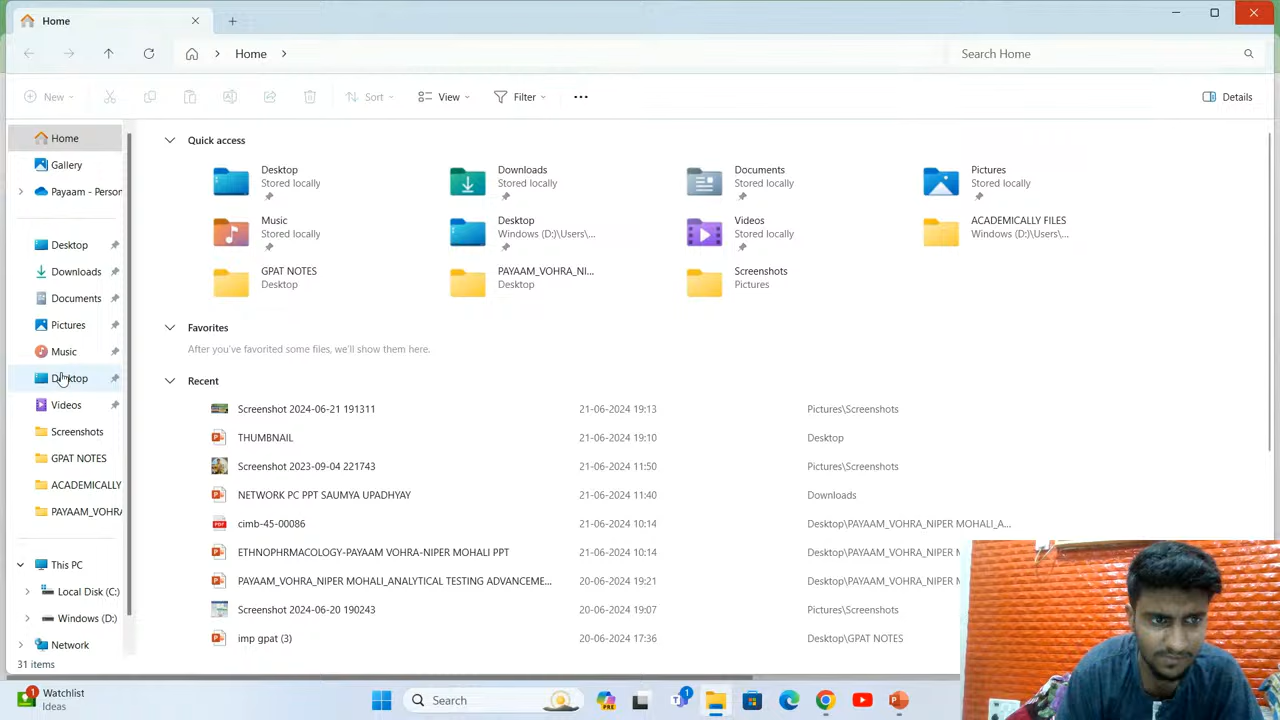 Home
Home
Search Home
New
Sort
View
Filter
Details
Home
Gallery
Payaam - Person
Desktop
Downloads
Documents
Pictures
Music
Desktop
Videos
Screenshots
GPAT NOTES
ACADEMICALLY
PAYAAM_VOHRA
This PC
Local Disk (C:)
Windows (D:)
Network
31 items
Quick access
Desktop
Stored locally
Downloads
Stored locally
Documents
Stored locally
Pictures
Stored locally
Music
Stored locally
Desktop
Windows (D:)\Users\...
Videos
Stored locally
ACADEMICALLY FILES
Windows (D:)\Users\...
GPAT NOTES
Desktop
PAYAAM_VOHRA_NI...
Desktop
Screenshots
Pictures
Favorites
After you've favorited some files, we'll show them here.
Recent
Screenshot 2024-06-21 191311 21-06-2024 19:13 Pictures\Screenshots
THUMBNAIL 21-06-2024 19:10 Desktop
Screenshot 2023-09-04 221743 21-06-2024 11:50 Pictures\Screenshots
NETWORK PC PPT SAUMYA UPADHYAY 21-06-2024 11:40 Downloads
cimb-45-00086 21-06-2024 10:14 Desktop\PAYAAM_VOHRA_NIPER MOHALI_A...
ETHNOPHRMACOLOGY-PAYAAM VOHRA-NIPER MOHALI PPT 21-06-2024 10:14 Desktop\PAYAAM_VOHRA_NIPER M
PAYAAM_VOHRA_NIPER MOHALI_ANALYTICAL TESTING ADVANCEME... 20-06-2024 19:21 Desktop\PAYAAM_VOHRA_NIPER M
Screenshot 2024-06-20 190243 20-06-2024 19:07 Pictures\Screenshots
imp gpat (3) 20-06-2024 17:36 Desktop\GPAT NOTES
1
Watchlist
Ideas
Search
PRE
1